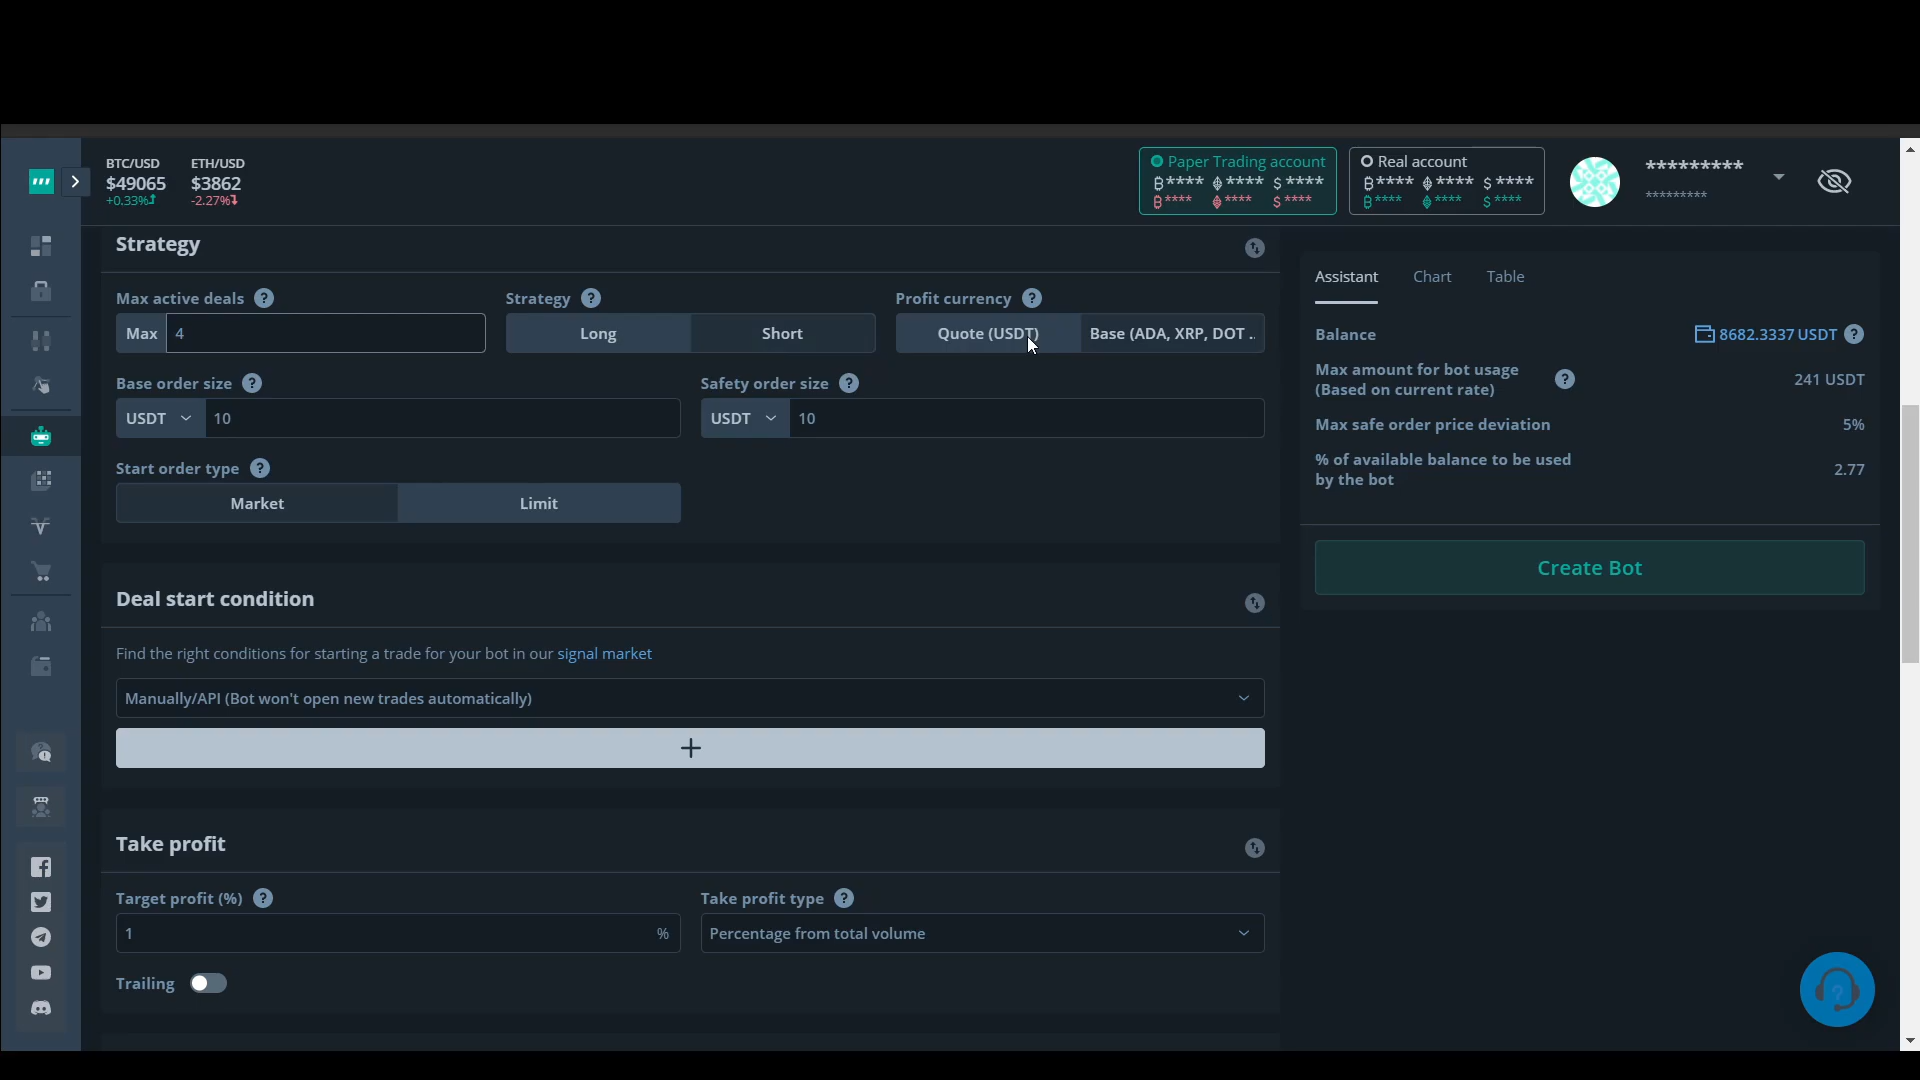 BTC/USD
$49065
+0.33%
ETH/USD
$3862
-2.27%
Paper Trading account
**** **** $ ****
**** **** $ ****
Real account
**** **** $ ****
**** **** $ ****
*********
*********
Strategy
Max active deals ?
Max 4
Strategy ?
Long Short
Profit currency ?
Quote (USDT) Base (ADA, XRP, DOT ..
Base order size ?
USDT 10
Safety order size ?
USDT 10
Start order type ?
Market Limit
Deal start condition
Find the right conditions for starting a trade for your bot in our signal market
Manually/API (Bot won't open new trades automatically)
+
Take profit
Target profit (%) ?
1 %
Take profit type ?
Percentage from total volume
Trailing
Assistant Chart Table
Balance 8682.3337 USDT ?
Max amount for bot usage
(Based on current rate) ? 241 USDT
Max safe order price deviation 5%
% of available balance to be used
by the bot 2.77
Create Bot